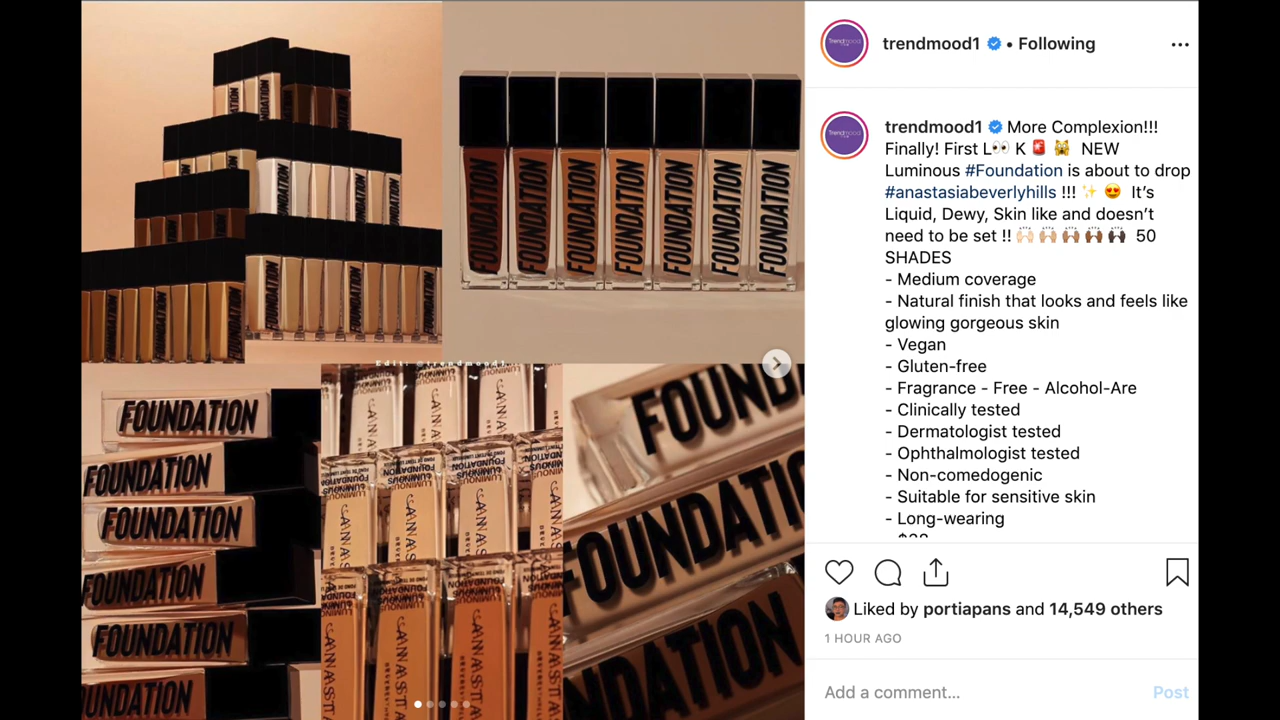 FOUNDATION
FOUNDATION
FOUNDATION
FOUNDATION
FOUNDATION
FOUNDATION
FOUNDATION
Edit: @trendmood1
FOUNDATION
FOUNDATION
FOUNDATION
FOUNDATION
FOUNDATION
LUMINOUS
FOUNDATION
FOUNDATION
trendmood1 • Following
trendmood1 More Complexion!!!
Finally! First L👀 K 🚨 🙀 NEW
Luminous #Foundation is about to drop
#anastasiabeverlyhills !!! ✨ 😍 It’s
Liquid, Dewy, Skin like and doesn’t
need to be set !! 🙌🏻 🙌🏼 🙌🏽 🙌🏾 🙌🏿 50
SHADES
- Medium coverage
- Natural finish that looks and feels like
glowing gorgeous skin
- Vegan
- Gluten-free
- Fragrance - Free - Alcohol-Are
- Clinically tested
- Dermatologist tested
- Ophthalmologist tested
- Non-comedogenic
- Suitable for sensitive skin
- Long-wearing
Liked by portiapans and 14,549 others
1 HOUR AGO
Add a comment... Post